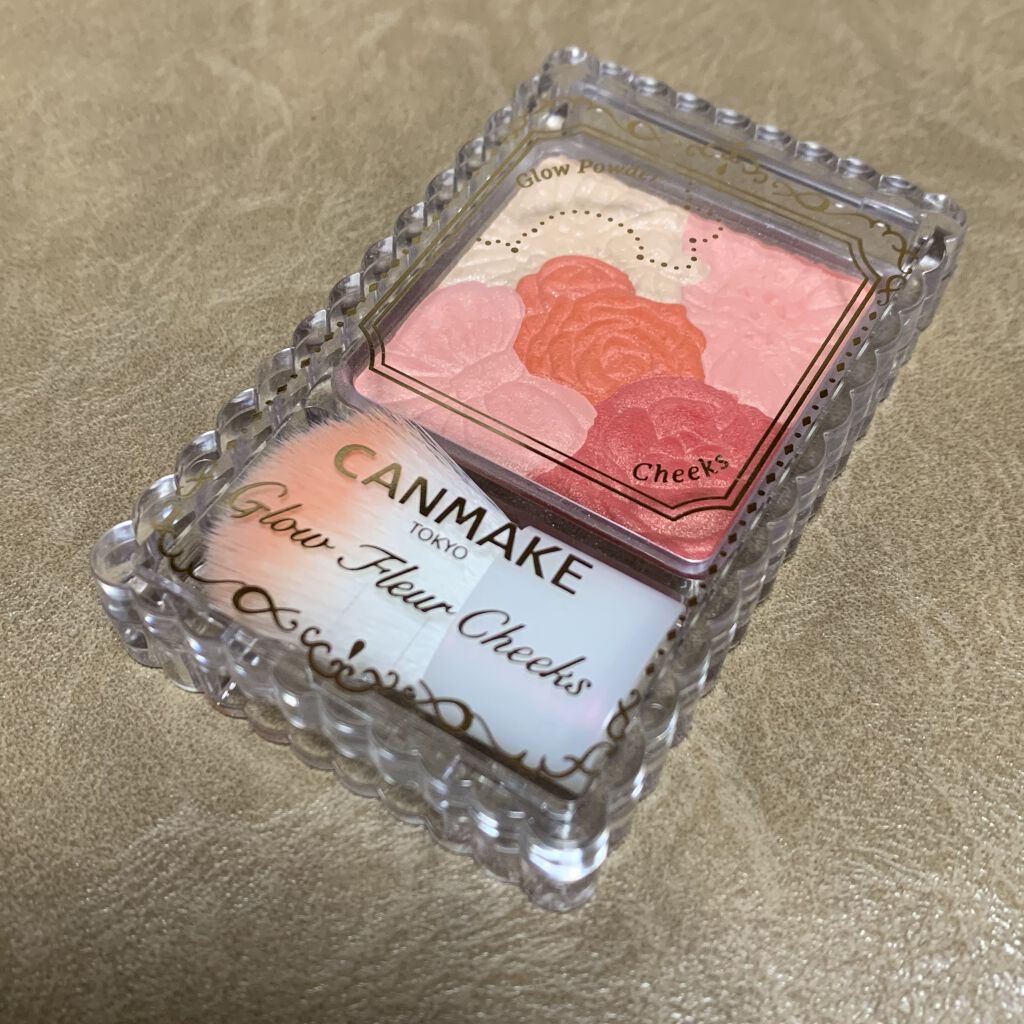 Glow Powder
Cheeks
CANMAKE
TOKYO
Glow Fleur Cheeks